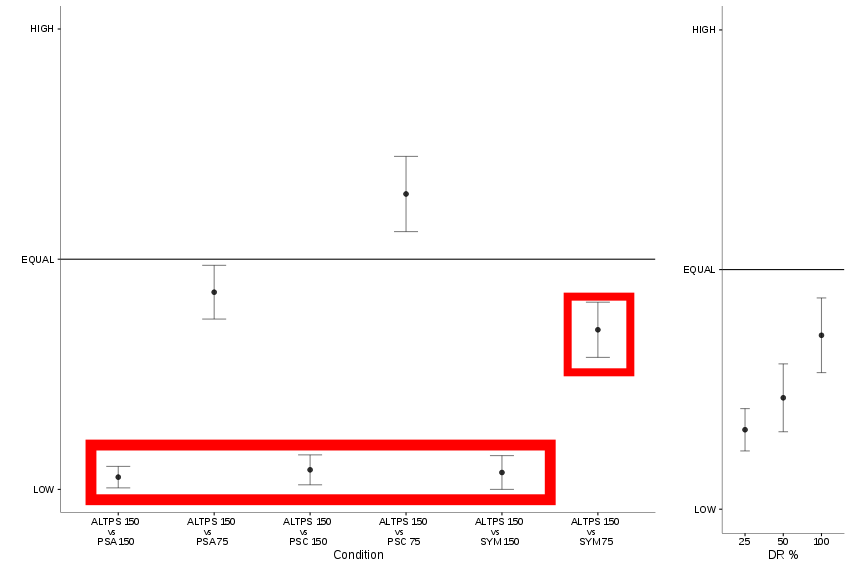 HIGH
EQUAL
LOW
ALTPS 150
vs
PSA 150
ALTPS 150
vs
PSA 75
ALTPS 150
vs
PSC 150
ALTPS 150
vs
PSC 75
ALTPS 150
vs
SYM 150
ALTPS 150
vs
SYM 75
Condition
HIGH
EQUAL
LOW
25 50 100
DR %